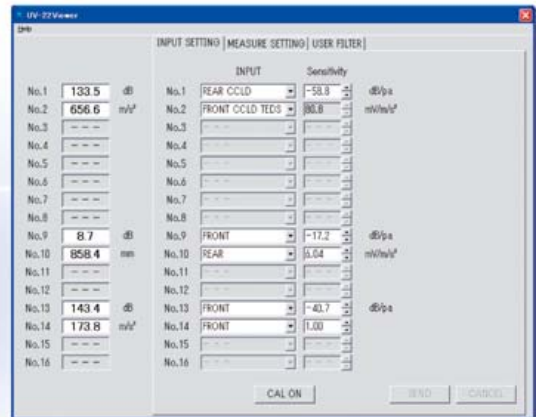 UV-22Viewer
INPUT SETTING MEASURE SETTING USER FILTER
INPUT Sensitivity
No.1 133.5 dB No.1 REAR CCLD -58.8 dB/pa
No.2 656.6 m/s² No.2 FRONT CCLD TEDS 80.8 mV/m/s²
No.3 --- No.3 ---
No.4 --- No.4 ---
No.5 --- No.5 ---
No.6 --- No.6 ---
No.7 --- No.7 ---
No.8 --- No.8 ---
No.9 8.7 dB No.9 FRONT -17.2 dB/pa
No.10 858.4 mm No.10 REAR 6.04 mV/m/s²
No.11 --- No.11 ---
No.12 --- No.12 ---
No.13 143.4 dB No.13 FRONT -40.7 dB/pa
No.14 173.8 m/s² No.14 FRONT 1.00
No.15 --- No.15 ---
No.16 --- No.16 ---
CAL ON SEND CANCEL